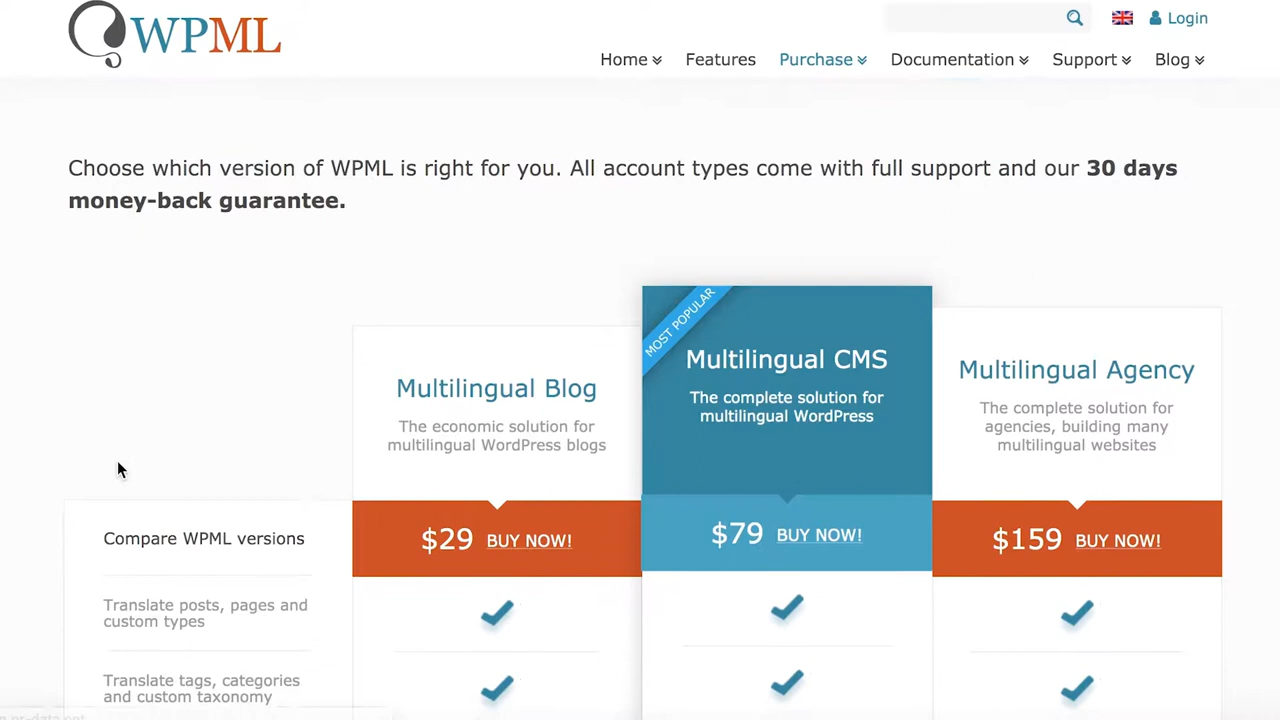 WPML
Login
Home
Features
Purchase
Documentation
Support
Blog
Choose which version of WPML is right for you. All account types come with full support and our 30 days
money-back guarantee.
MOST POPULAR
Multilingual Blog
The economic solution for
multilingual WordPress blogs
Multilingual CMS
The complete solution for
multilingual WordPress
Multilingual Agency
The complete solution for
agencies, building many
multilingual websites
Compare WPML versions
$29 BUY NOW!
$79 BUY NOW!
$159 BUY NOW!
Translate posts, pages and
custom types
Translate tags, categories
and custom taxonomy